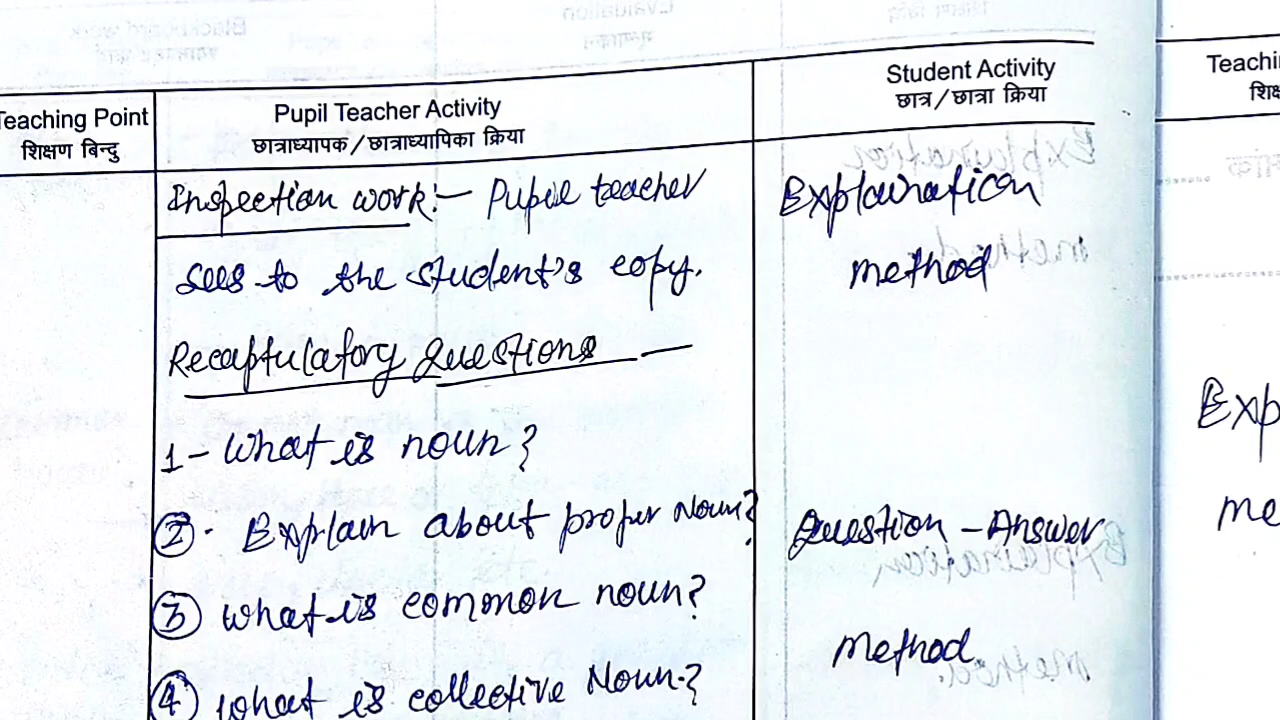 Teaching Point
शिक्षण बिन्दु
Pupil Teacher Activity
छात्राध्यापक/छात्राध्यापिका क्रिया
Student Activity
छात्र/छात्रा क्रिया
Inspection work:— Pupil teacher
sees to the student's copy.
Recaptulatory Questions —
1 - What is noun?
② · Explain about proper Noun?
③ What is common noun?
④ What is collective Noun.?
Explaination
method
Question - Answer
Method
Exp
me